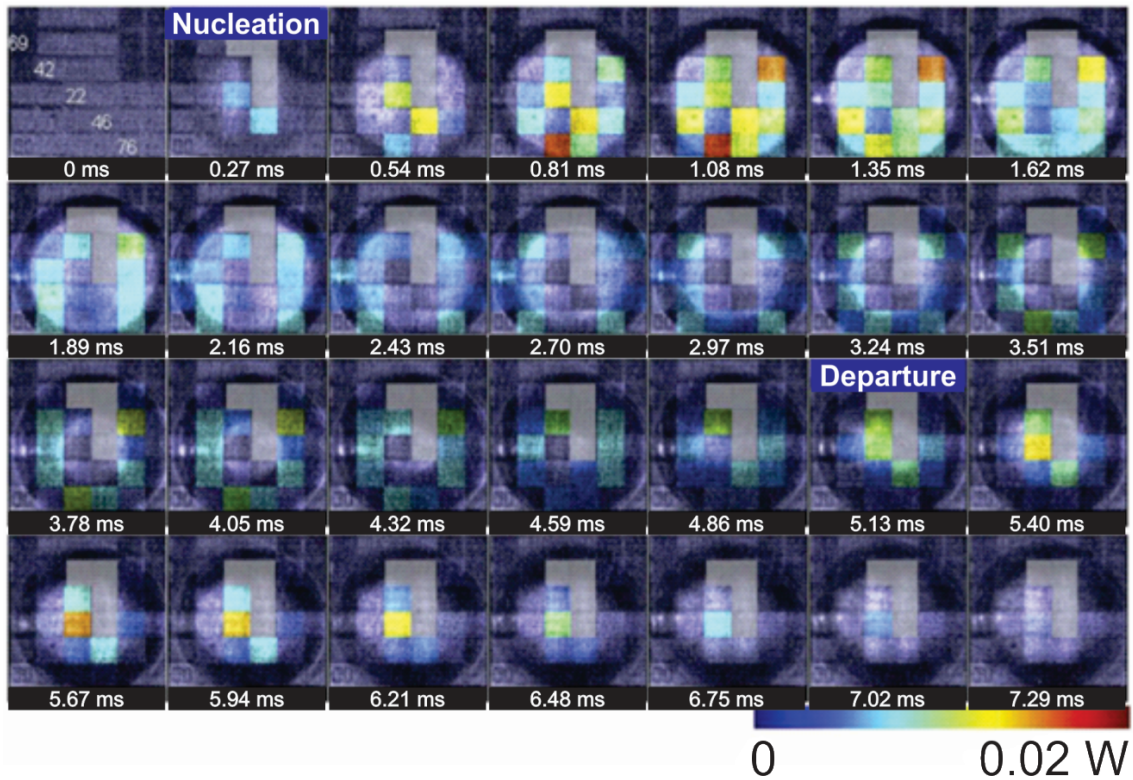 Nucleation
69
42
22
46
76
0 ms
0.27 ms
0.54 ms
0.81 ms
1.08 ms
1.35 ms
1.62 ms
1.89 ms
2.16 ms
2.43 ms
2.70 ms
2.97 ms
3.24 ms
3.51 ms
Departure
3.78 ms
4.05 ms
4.32 ms
4.59 ms
4.86 ms
5.13 ms
5.40 ms
5.67 ms
5.94 ms
6.21 ms
6.48 ms
6.75 ms
7.02 ms
7.29 ms
0
0.02 W